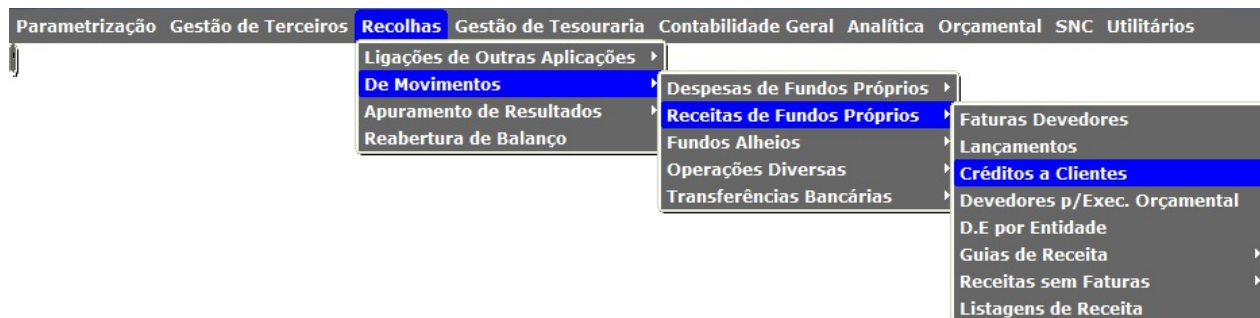 Parametrização Gestão de Terceiros Recolhas Gestão de Tesouraria Contabilidade Geral Analítica Orçamental SNC Utilitários
Ligações de Outras Aplicações
De Movimentos
Apuramento de Resultados
Reabertura de Balanço
Despesas de Fundos Próprios
Receitas de Fundos Próprios
Fundos Alheios
Operações Diversas
Transferências Bancárias
Faturas Devedores
Lançamentos
Créditos a Clientes
Devedores p/Exec. Orçamental
D.E por Entidade
Guias de Receita
Receitas sem Faturas
Listagens de Receita